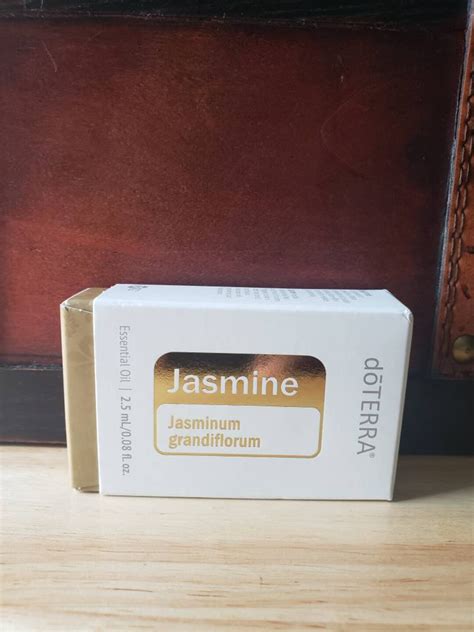 Jasmine
Jasminum
grandiflorum
dōTERRA®
Essential Oil | 2.5 mL/0.08 fl. oz.